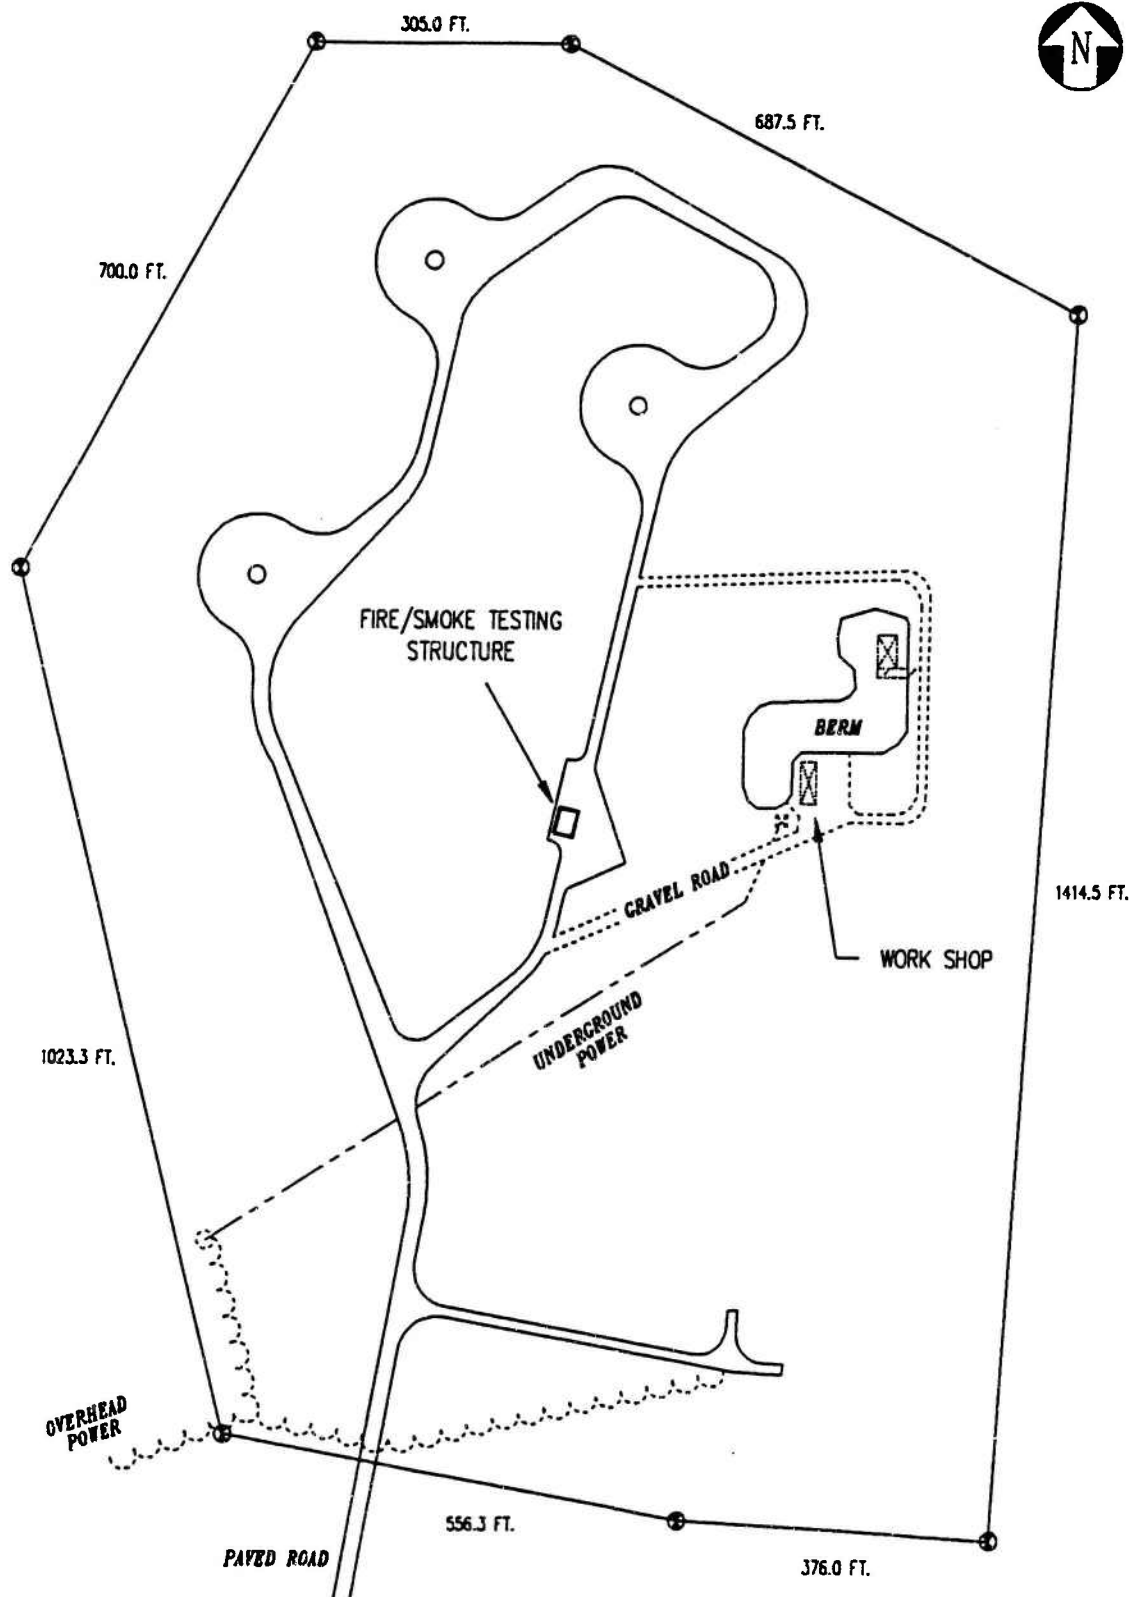 305.0 FT.
N
687.5 FT.
700.0 FT.
FIRE/SMOKE TESTING
STRUCTURE
BERM
GRAVEL ROAD
1414.5 FT.
WORK SHOP
UNDERGROUND
POWER
1023.3 FT.
OVERHEAD
POWER
556.3 FT.
PAVED ROAD
376.0 FT.